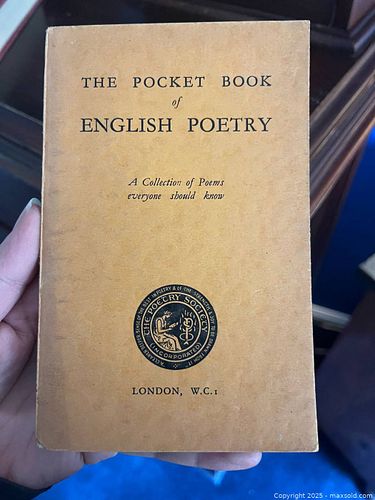 THE POCKET BOOK
of
ENGLISH POETRY
A Collection of Poems
everyone should know
THE POETRY SOCIETY
(INCORPORATED)
LONDON, W.C.1
Copyright 2025 - maxsold.com